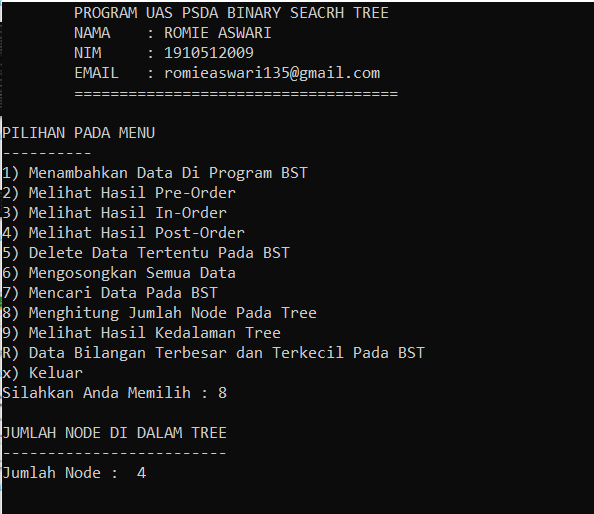 PROGRAM UAS PSDA BINARY SEACRH TREE
NAMA : ROMIE ASWARI
NIM : 1910512009
EMAIL : romieaswari135@gmail.com
====================================
PILIHAN PADA MENU
----------
1) Menambahkan Data Di Program BST
2) Melihat Hasil Pre-Order
3) Melihat Hasil In-Order
4) Melihat Hasil Post-Order
5) Delete Data Tertentu Pada BST
6) Mengosongkan Semua Data
7) Mencari Data Pada BST
8) Menghitung Jumlah Node Pada Tree
9) Melihat Hasil Kedalaman Tree
R) Data Bilangan Terbesar dan Terkecil Pada BST
x) Keluar
Silahkan Anda Memilih : 8
JUMLAH NODE DI DALAM TREE
-------------------------
Jumlah Node :  4